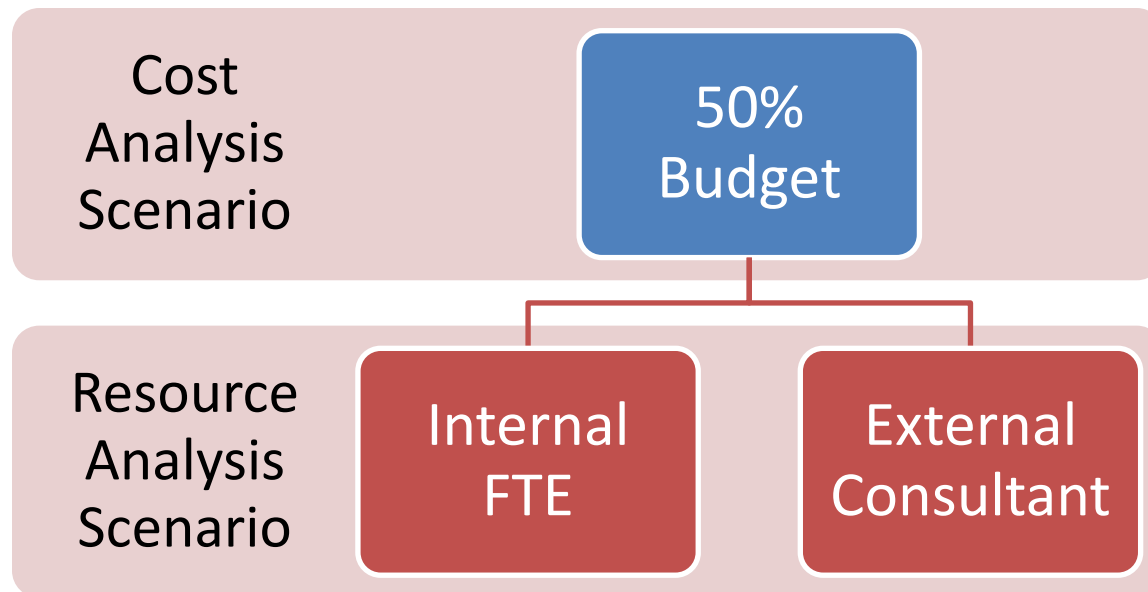 Cost
Analysis
Scenario
50%
Budget
Resource
Analysis
Scenario
Internal
FTE
External
Consultant